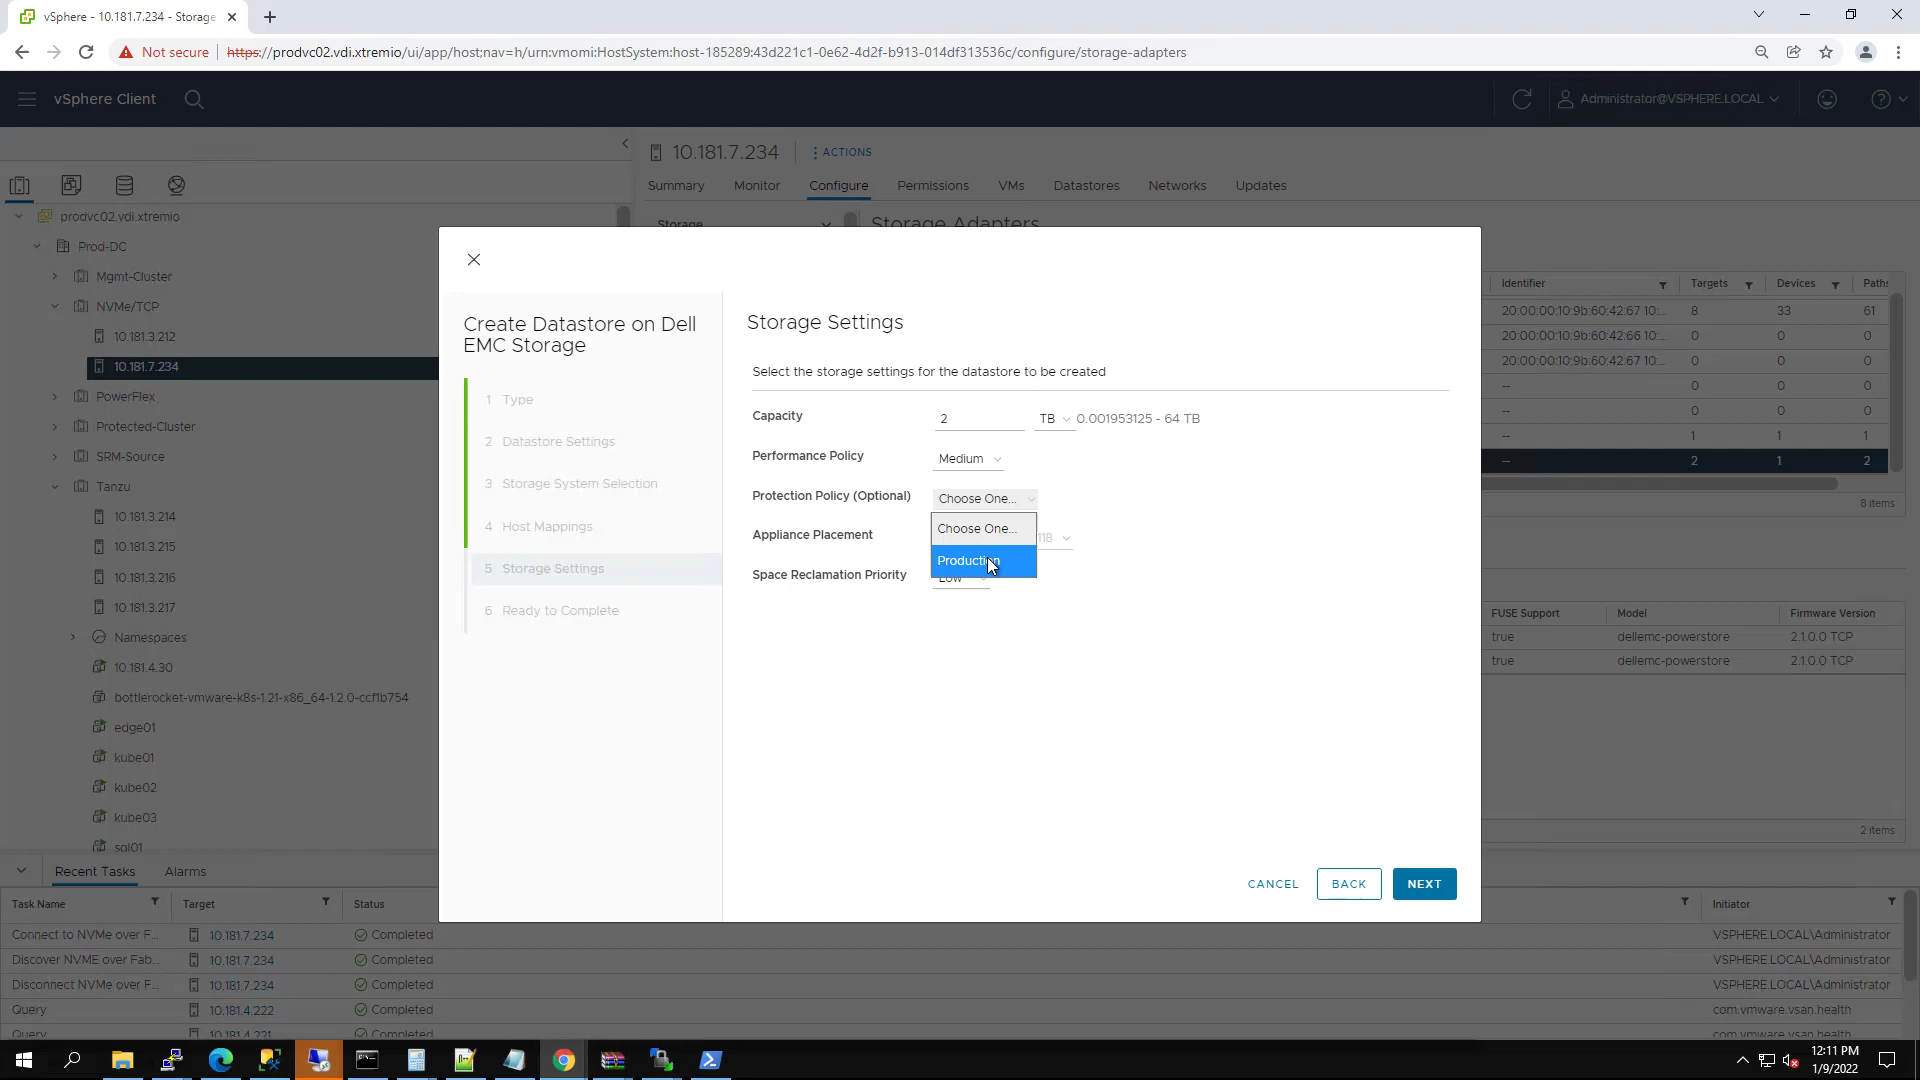 vSphere - 10.181.7.234 - Storage
Not secure
https://prodvc02.vdi.xtremio/ui/app/host;nav=h/urn:vmomi:HostSystem:host-185289:43d221c1-0e62-4d2f-b913-014df313536c/configure/storage-adapters
vSphere Client
Administrator@VSPHERE.LOCAL
10.181.7.234
ACTIONS
Summary
Monitor
Configure
Permissions
VMs
Datastores
Networks
Updates
prodvc02.vdi.xtremio
Prod-DC
Mgmt-Cluster
NVMe/TCP
10.181.3.212
10.181.7.234
PowerFlex
Protected-Cluster
SRM-Source
Tanzu
10.181.3.214
10.181.3.215
10.181.3.216
10.181.3.217
Namespaces
10.181.4.30
bottlerocket-vmware-k8s-1.21-x86_64-1.2.0-ccf1b754
edge01
kube01
kube02
kube03
sql01
Storage
Storage Adapters
Create Datastore on Dell
EMC Storage
1 Type
2 Datastore Settings
3 Storage System Selection
4 Host Mappings
5 Storage Settings
6 Ready to Complete
Storage Settings
Select the storage settings for the datastore to be created
Capacity 2 TB 0.001953125 - 64 TB
Performance Policy Medium
Protection Policy (Optional) Choose One...
Choose One...
Appliance Placement 118
Production
Space Reclamation Priority Low
CANCEL
BACK
NEXT
Identifier Targets Devices Paths
20:00:00:10:9b:60:42:67 10:... 8 33 61
20:00:00:10:9b:60:42:66 10:... 0 0 0
20:00:00:10:9b:60:42:66 10:... 0 0 0
-- 0 0 0
-- 0 0 0
-- 1 1 1
-- 2 1 2
8 items
FUSE Support Model Firmware Version
true dellemc-powerstore 2.1.0.0 TCP
true dellemc-powerstore 2.1.0.0 TCP
2 items
Recent Tasks
Alarms
Task Name Target Status Initiator
Connect to NVMe over F... 10.181.7.234 Completed VSPHERE.LOCAL\Administrator
Discover NVME over Fab... 10.181.7.234 Completed VSPHERE.LOCAL\Administrator
Disconnect NVMe over F... 10.181.7.234 Completed VSPHERE.LOCAL\Administrator
Query 10.181.4.222 Completed com.vmware.vsan.health
Query 10.181.4.221 Completed com.vmware.vsan.health
12:11 PM
1/9/2022